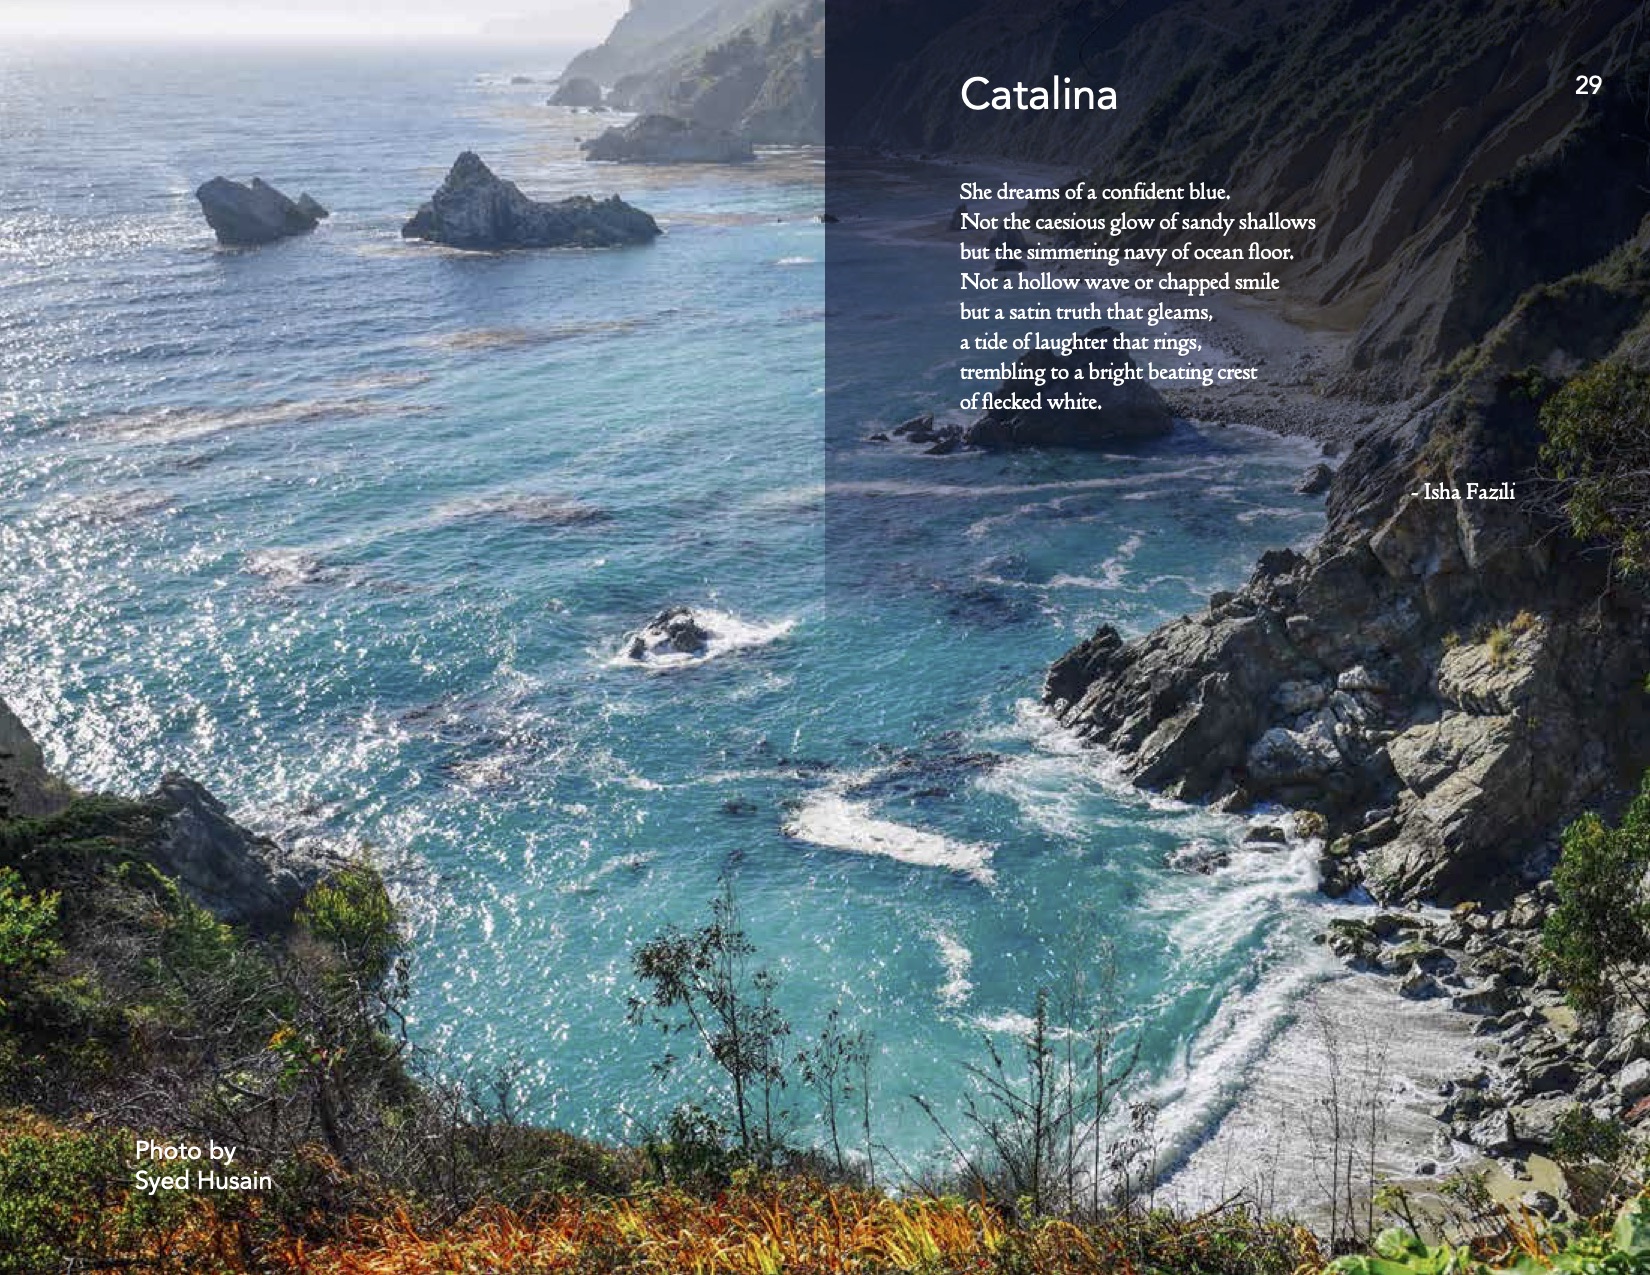 Catalina
29
She dreams of a confident blue.
Not the caesious glow of sandy shallows
but the simmering navy of ocean floor.
Not a hollow wave or chapped smile
but a satin truth that gleams,
a tide of laughter that rings,
trembling to a bright beating crest
of flecked white.
- Isha Fazili
Photo by
Syed Husain